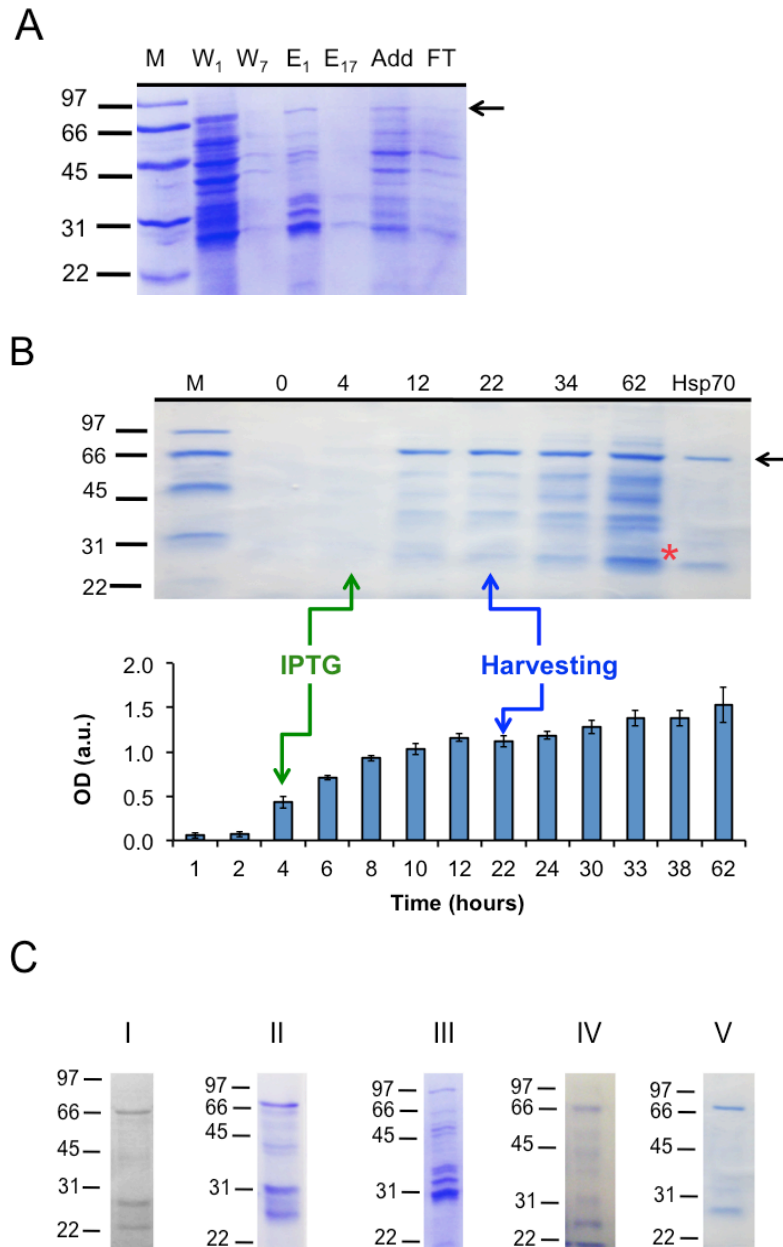 A
M W₁ W₇ E₁ E₁₇ Add FT
97
66
45
31
22
B
M 0 4 12 22 34 62 Hsp70
97
66
45
31
22
*
IPTG Harvesting
2.0
1.5
1.0
0.5
0.0
OD (a.u.)
1 2 4 6 8 10 12 22 24 30 33 38 62
Time (hours)
C
I II III IV V
97 97 97 97 97
66 66 66 66 66
45 45 45 45 45
31 31 31 31 31
22 22 22 22 22